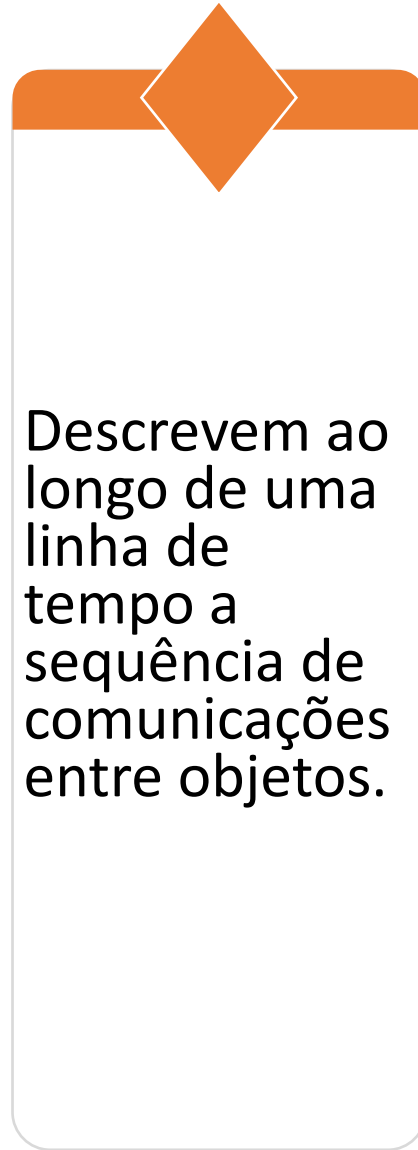 Descrevem ao
longo de uma
linha de
tempo a
sequência de
comunicações
entre objetos.